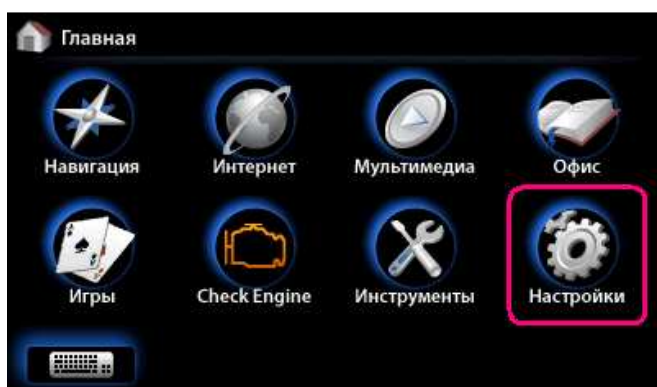 Главная
Навигация
Интернет
Мультимедиа
Офис
Игры
Check Engine
Инструменты
Настройки